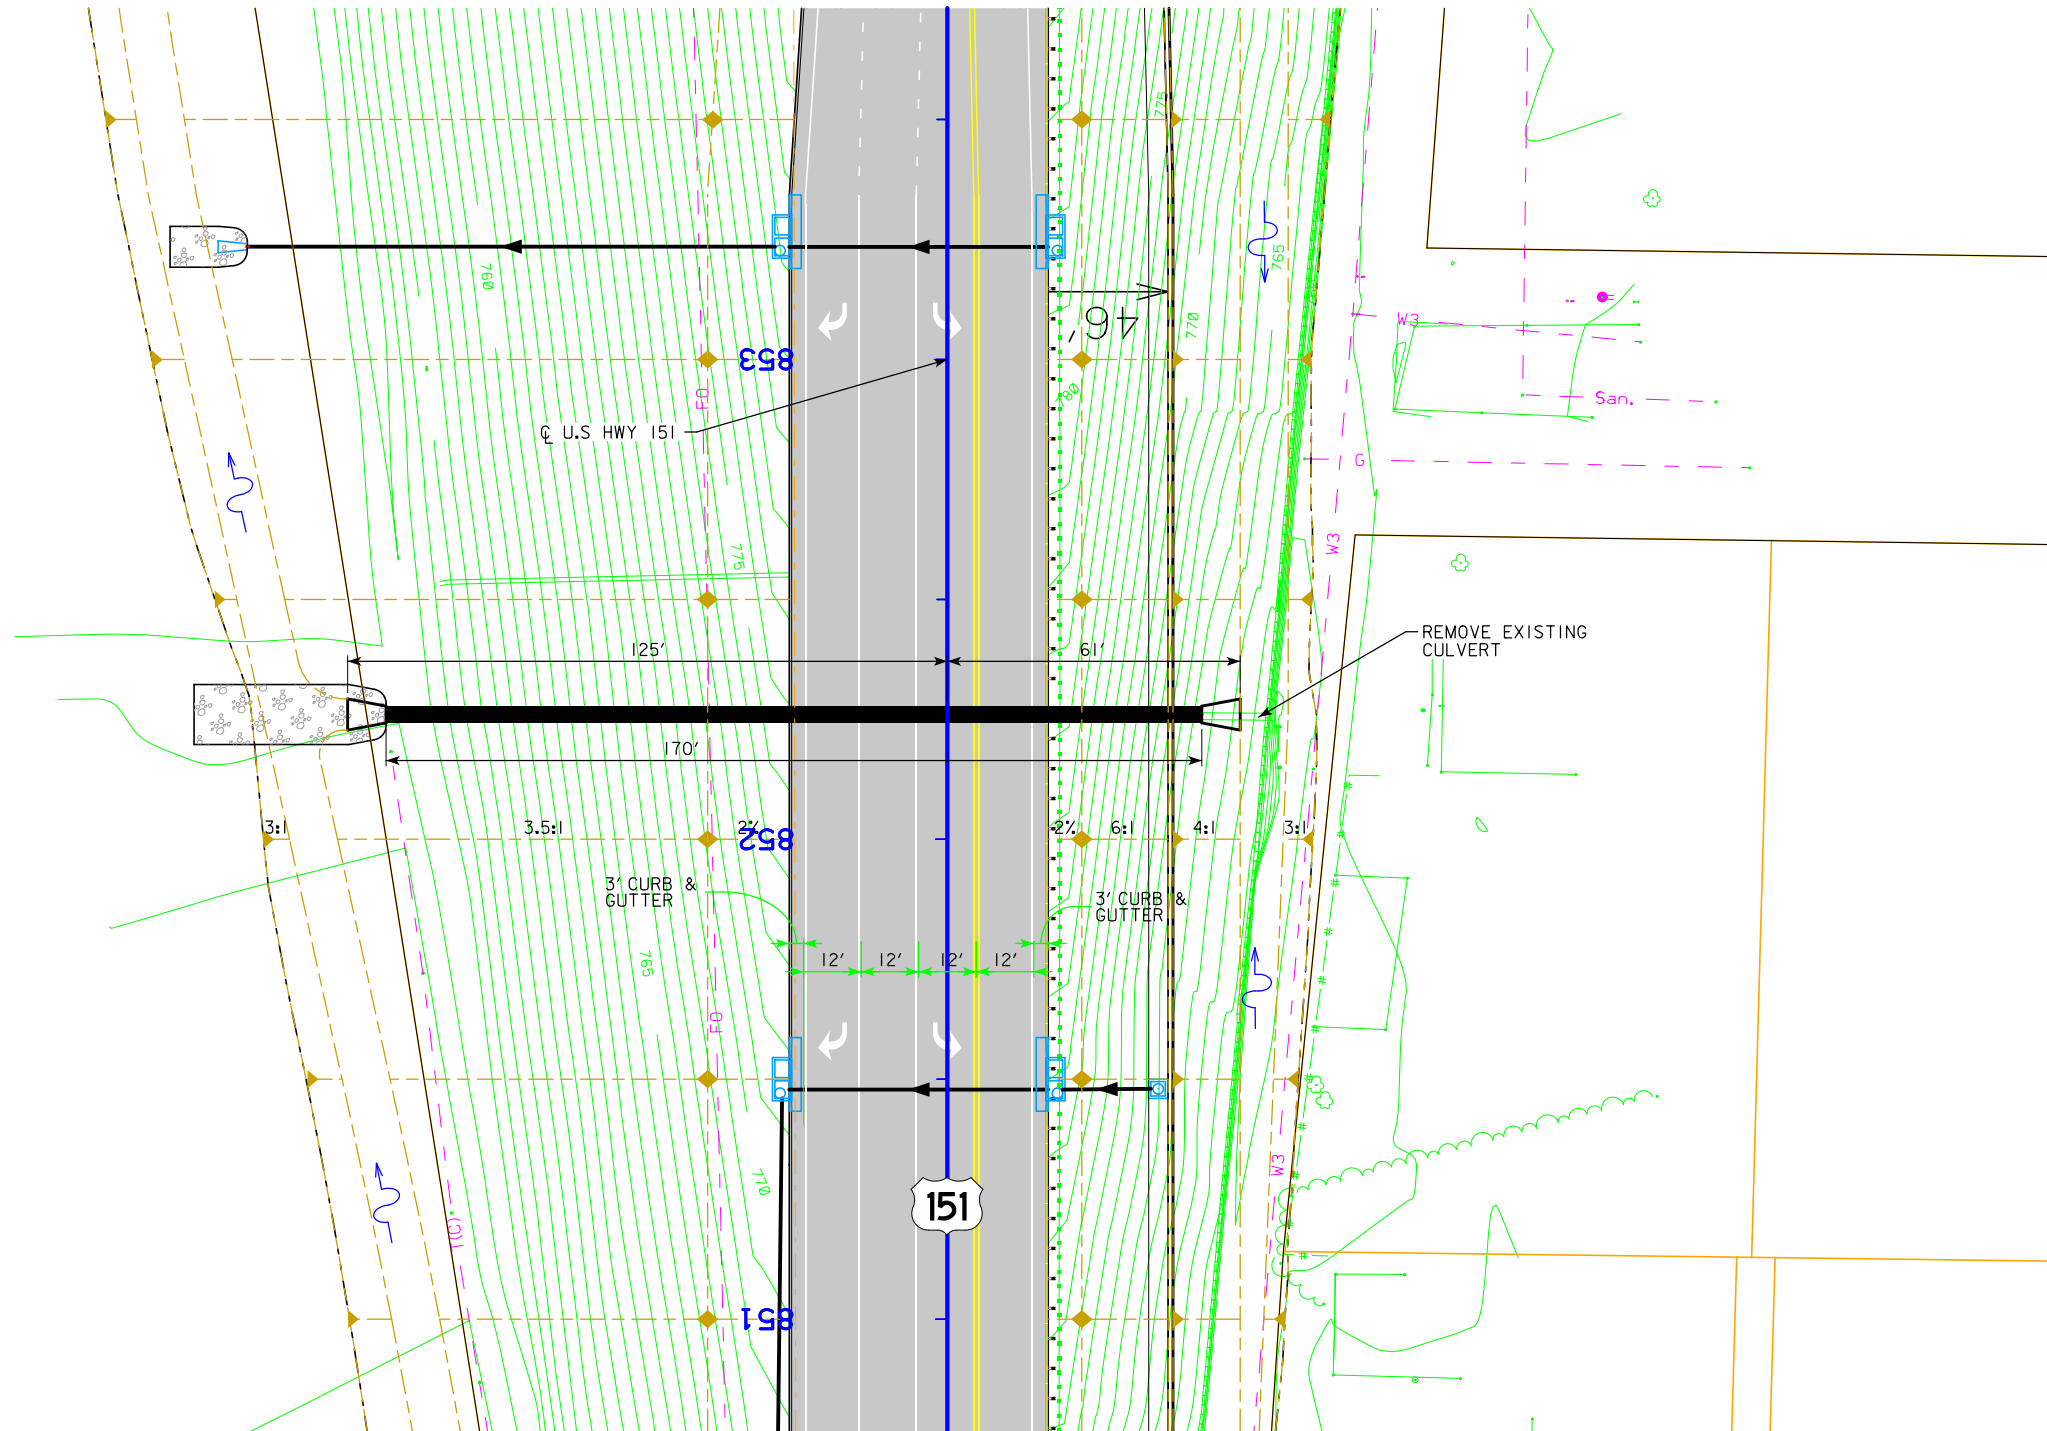 775
760
765
46'
770
W3
853
FO
780
San.
℄ U.S HWY 151
G
W3
775
REMOVE EXISTING
CULVERT
125'
61'
170'
3:1
3.5:1
2%
852
2%
6:1
4:1
3:1
3' CURB &
GUTTER
3' CURB &
GUTTER
765
12'
12'
12'
12'
FO
W3
770
151
1(C)
851